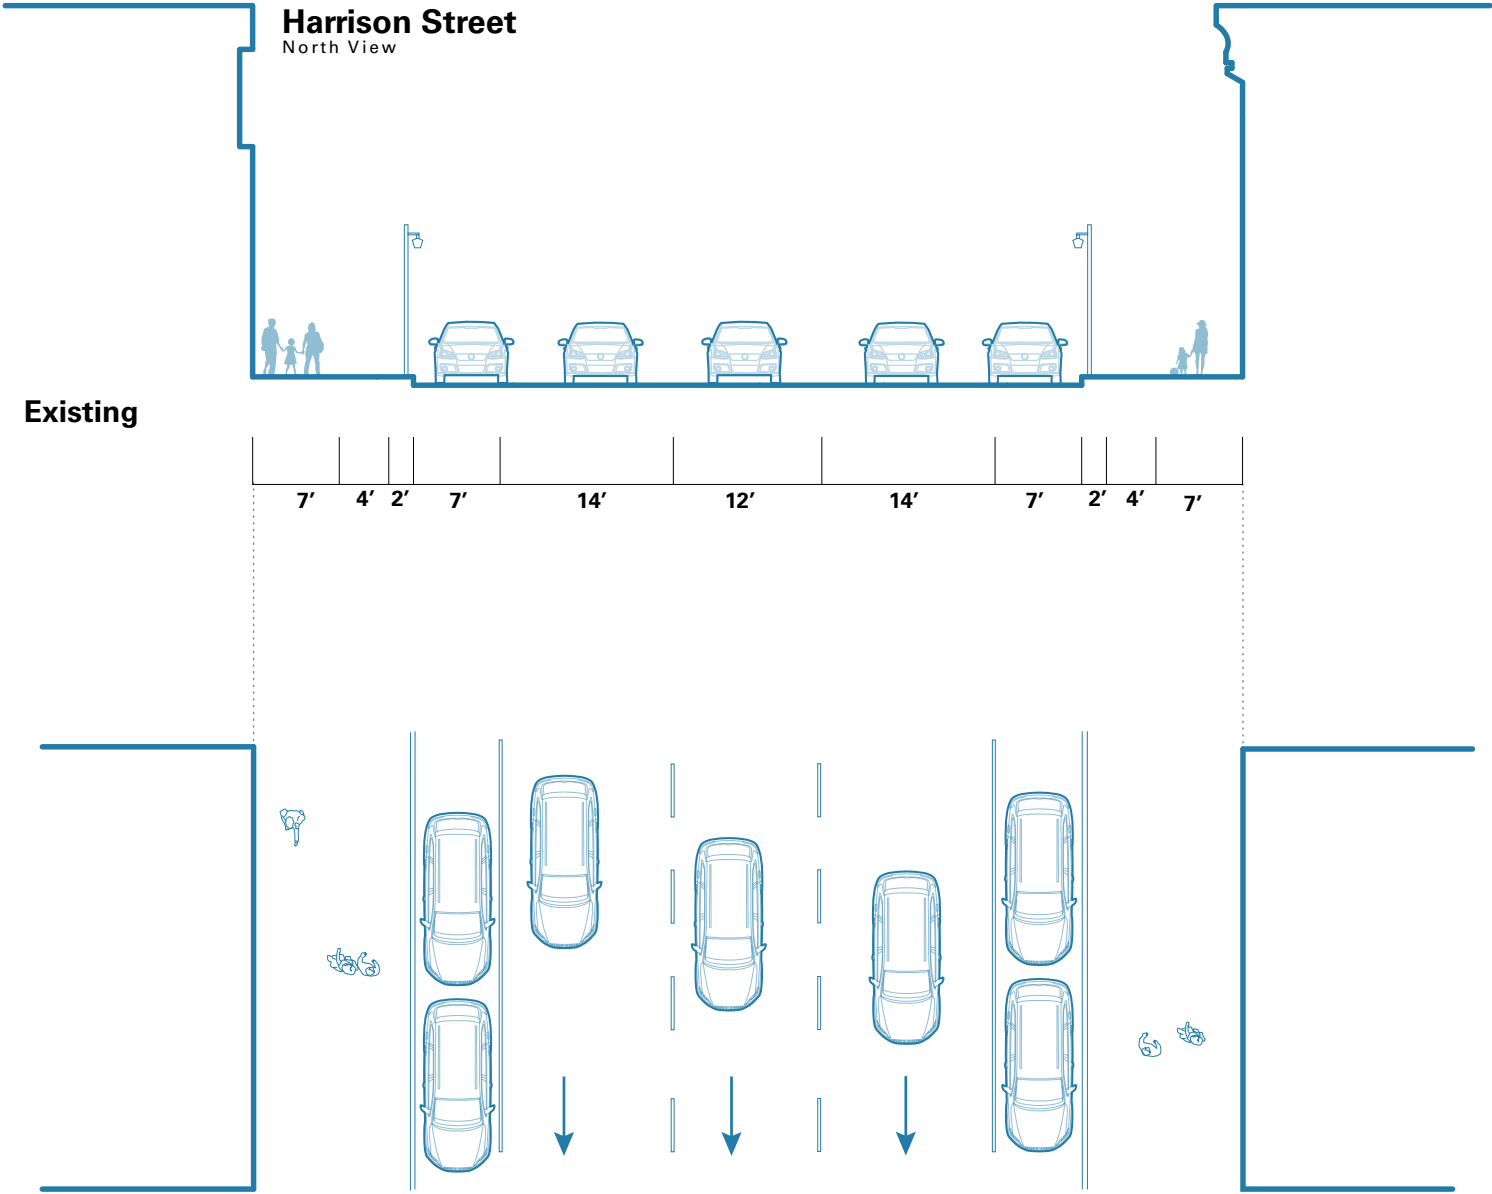 Harrison Street
North View
Existing
7′ 4′ 2′ 7′ 14′ 12′ 14′ 7′ 2′ 4′ 7′